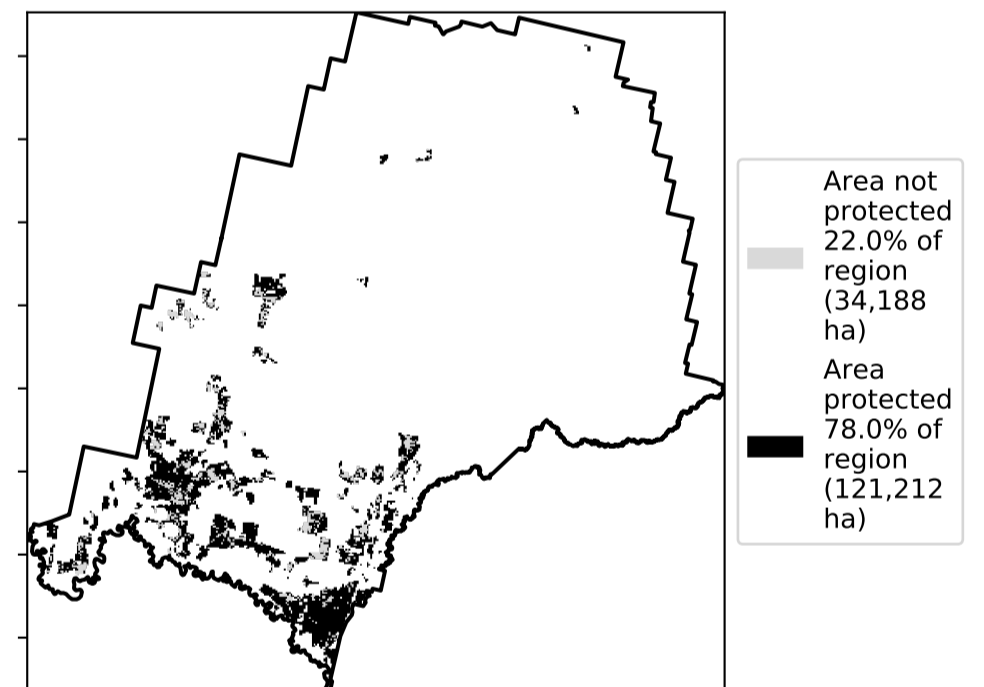 Area not
protected
22.0% of
region
(34,188
ha)
Area
protected
78.0% of
region
(121,212
ha)